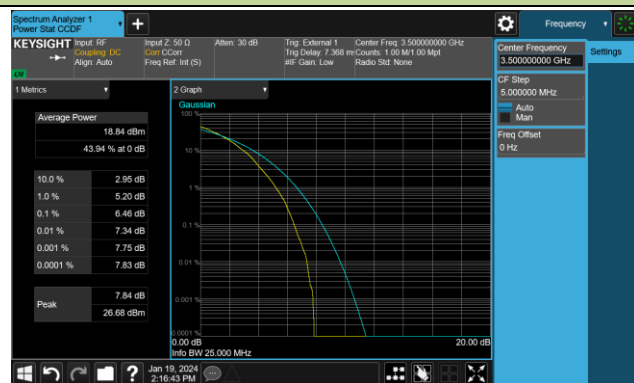 Spectrum Analyzer 1
Power Stat CCDF
Frequency
KEYSIGHT
Input: RF
Coupling: DC
Align: Auto
Input Z: 50 Ω
Corr CCorr
Freq Ref: Int (S)
Atten: 30 dB
Trig: External 1
Trig Delay: 7.368 m
#IF Gain: Low
Center Freq: 3.500000000 GHz
Counts: 1.00 M/1.00 Mpt
Radio Std: None
Center Frequency
3.500000000 GHz
Settings
CF Step
5.000000 MHz
Auto
Man
Freq Offset
0 Hz
1 Metrics
Average Power
18.84 dBm
43.94 % at 0 dB
10.0 % 2.95 dB
1.0 % 5.20 dB
0.1 % 6.46 dB
0.01 % 7.34 dB
0.001 % 7.75 dB
0.0001 % 7.83 dB
Peak
7.84 dB
26.68 dBm
2 Graph
Gaussian
100 %
10 %
1 %
0.1 %
0.01 %
0.001 %
0.0001 %
0.00 dB
20.00 dB
Info BW 25.000 MHz
Jan 19, 2024
2:16:43 PM